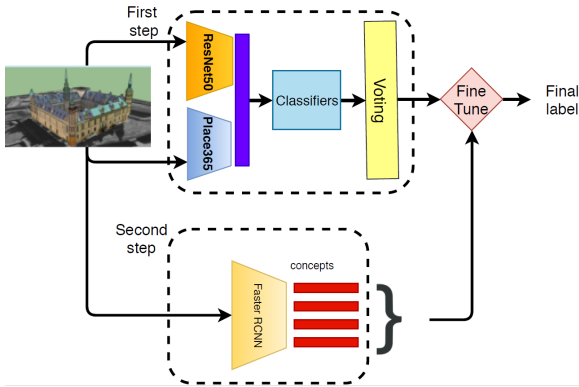 First
step
ResNet50
Place365
Classifiers
Voting
Fine
Tune
Final
label
Second
step
Faster RCNN
concepts